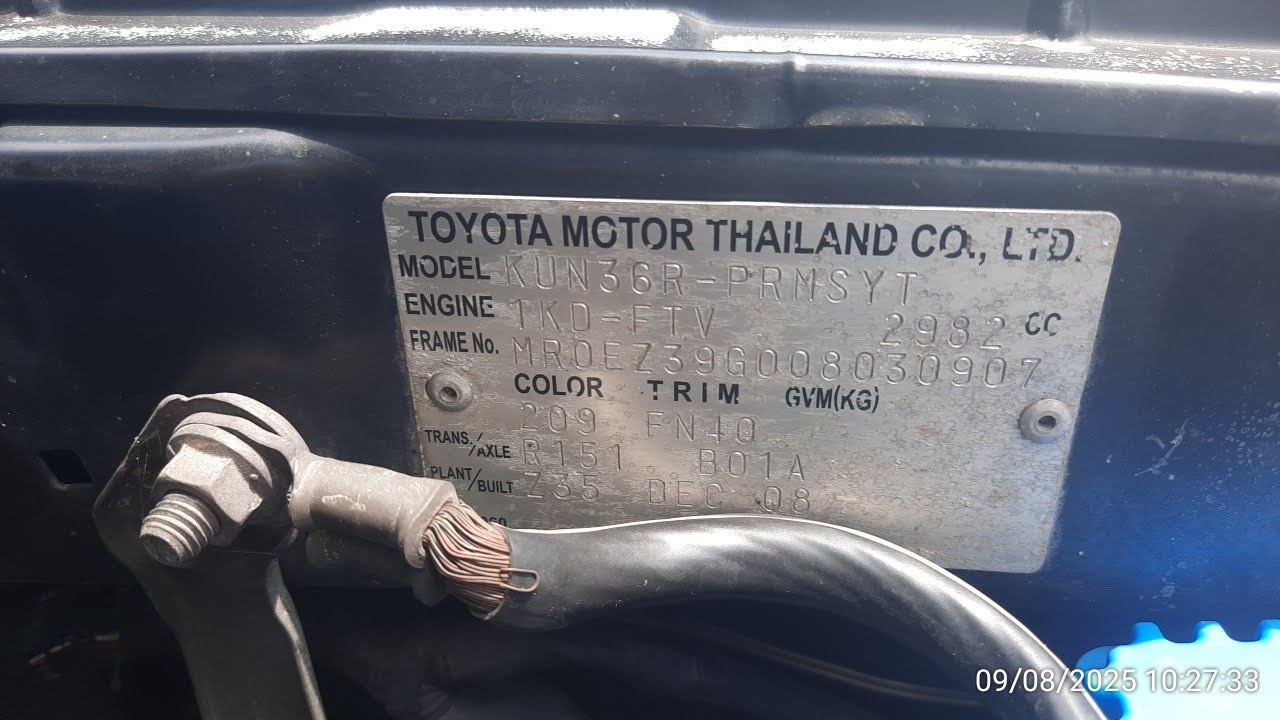 TOYOTA MOTOR THAILAND CO., LTD.
MODEL KUN36R-PRMSYT
ENGINE 1KD-FTV 2982 CC
FRAME No. MR0EZ39G008030907
COLOR TRIM GVM(KG)
209 FN40
TRANS./AXLE R151 B01A
PLANT/BUILT Z35 DEC 08
09/08/2025 10:27:33